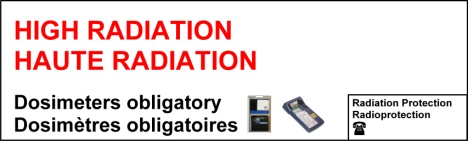 HIGH RADIATION
HAUTE RADIATION
Dosimeters obligatory
Dosimètres obligatoires
Radiation Protection
Radioprotection
☎